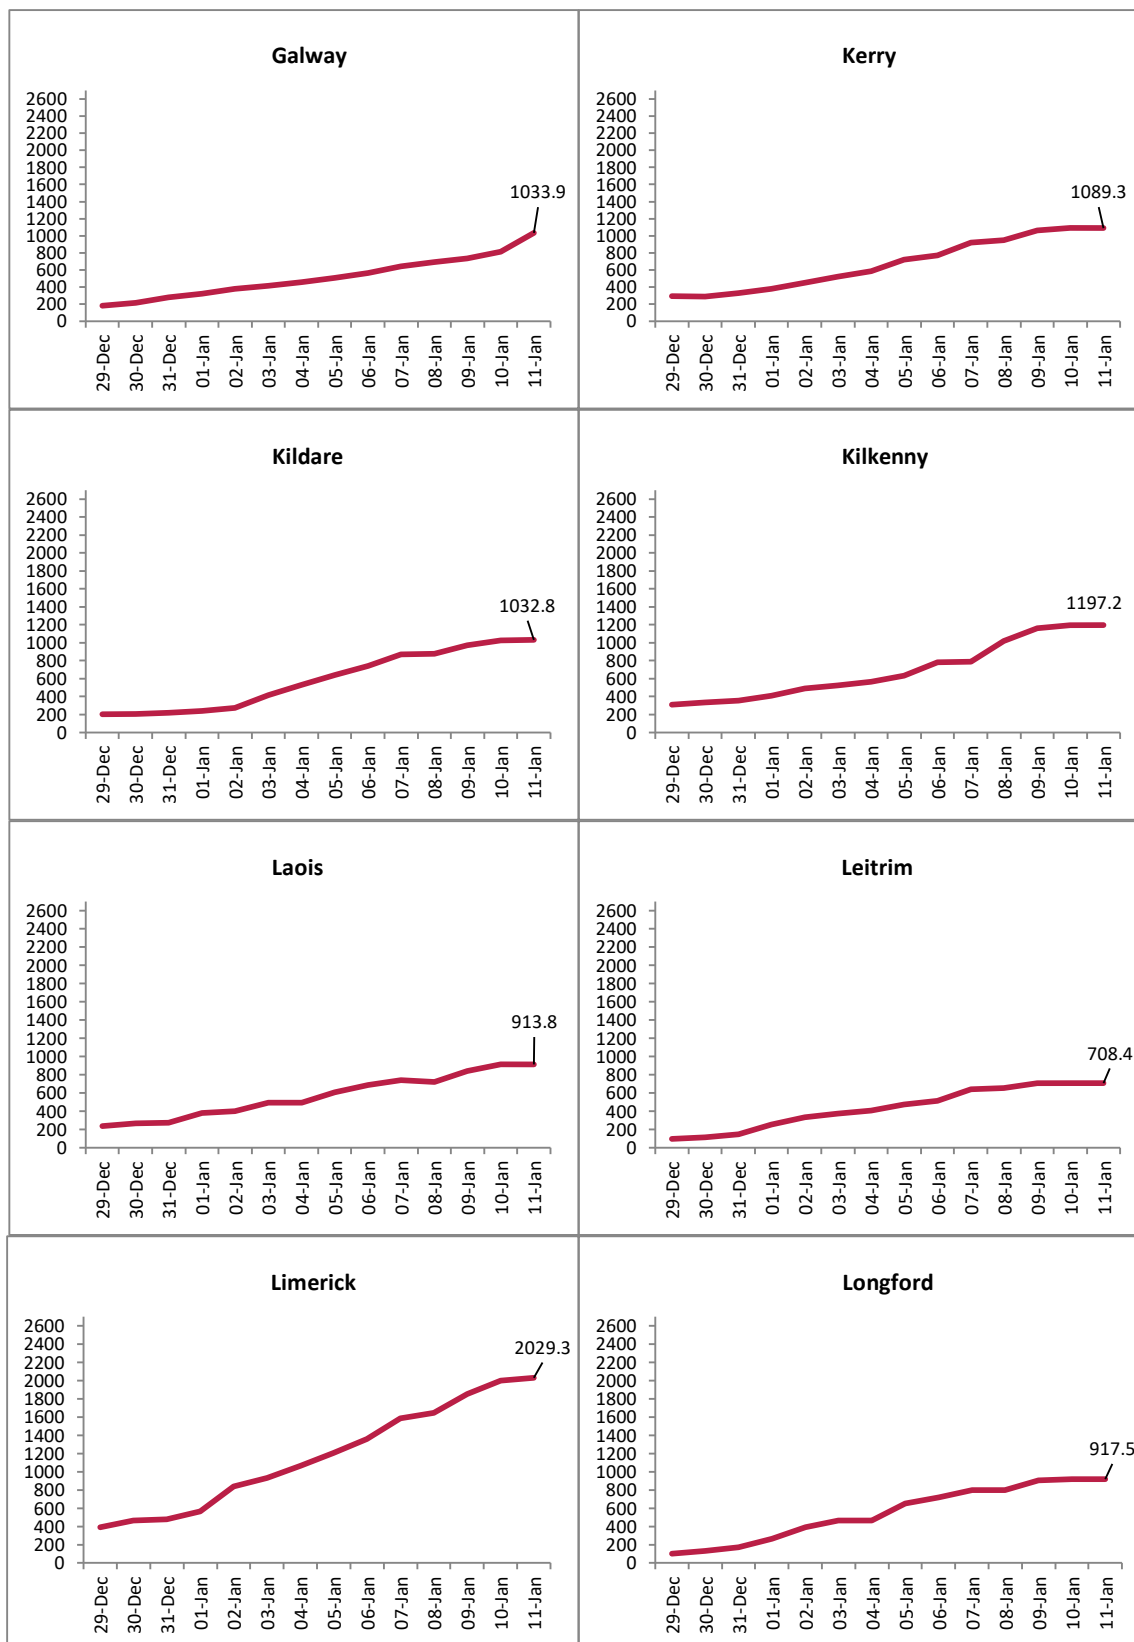 Galway
2600
2400
2200
2000
1800
1600
1400
1200
1000
800
600
400
200
0
1033.9
29-Dec
30-Dec
31-Dec
01-Jan
02-Jan
03-Jan
04-Jan
05-Jan
06-Jan
07-Jan
08-Jan
09-Jan
10-Jan
11-Jan
Kerry
2600
2400
2200
2000
1800
1600
1400
1200
1000
800
600
400
200
0
1089.3
29-Dec
30-Dec
31-Dec
01-Jan
02-Jan
03-Jan
04-Jan
05-Jan
06-Jan
07-Jan
08-Jan
09-Jan
10-Jan
11-Jan
Kildare
2600
2400
2200
2000
1800
1600
1400
1200
1000
800
600
400
200
0
1032.8
29-Dec
30-Dec
31-Dec
01-Jan
02-Jan
03-Jan
04-Jan
05-Jan
06-Jan
07-Jan
08-Jan
09-Jan
10-Jan
11-Jan
Kilkenny
2600
2400
2200
2000
1800
1600
1400
1200
1000
800
600
400
200
0
1197.2
29-Dec
30-Dec
31-Dec
01-Jan
02-Jan
03-Jan
04-Jan
05-Jan
06-Jan
07-Jan
08-Jan
09-Jan
10-Jan
11-Jan
Laois
2600
2400
2200
2000
1800
1600
1400
1200
1000
800
600
400
200
0
913.8
29-Dec
30-Dec
31-Dec
01-Jan
02-Jan
03-Jan
04-Jan
05-Jan
06-Jan
07-Jan
08-Jan
09-Jan
10-Jan
11-Jan
Leitrim
2600
2400
2200
2000
1800
1600
1400
1200
1000
800
600
400
200
0
708.4
29-Dec
30-Dec
31-Dec
01-Jan
02-Jan
03-Jan
04-Jan
05-Jan
06-Jan
07-Jan
08-Jan
09-Jan
10-Jan
11-Jan
Limerick
2600
2400
2200
2000
1800
1600
1400
1200
1000
800
600
400
200
0
2029.3
29-Dec
30-Dec
31-Dec
01-Jan
02-Jan
03-Jan
04-Jan
05-Jan
06-Jan
07-Jan
08-Jan
09-Jan
10-Jan
11-Jan
Longford
2600
2400
2200
2000
1800
1600
1400
1200
1000
800
600
400
200
0
917.5
29-Dec
30-Dec
31-Dec
01-Jan
02-Jan
03-Jan
04-Jan
05-Jan
06-Jan
07-Jan
08-Jan
09-Jan
10-Jan
11-Jan